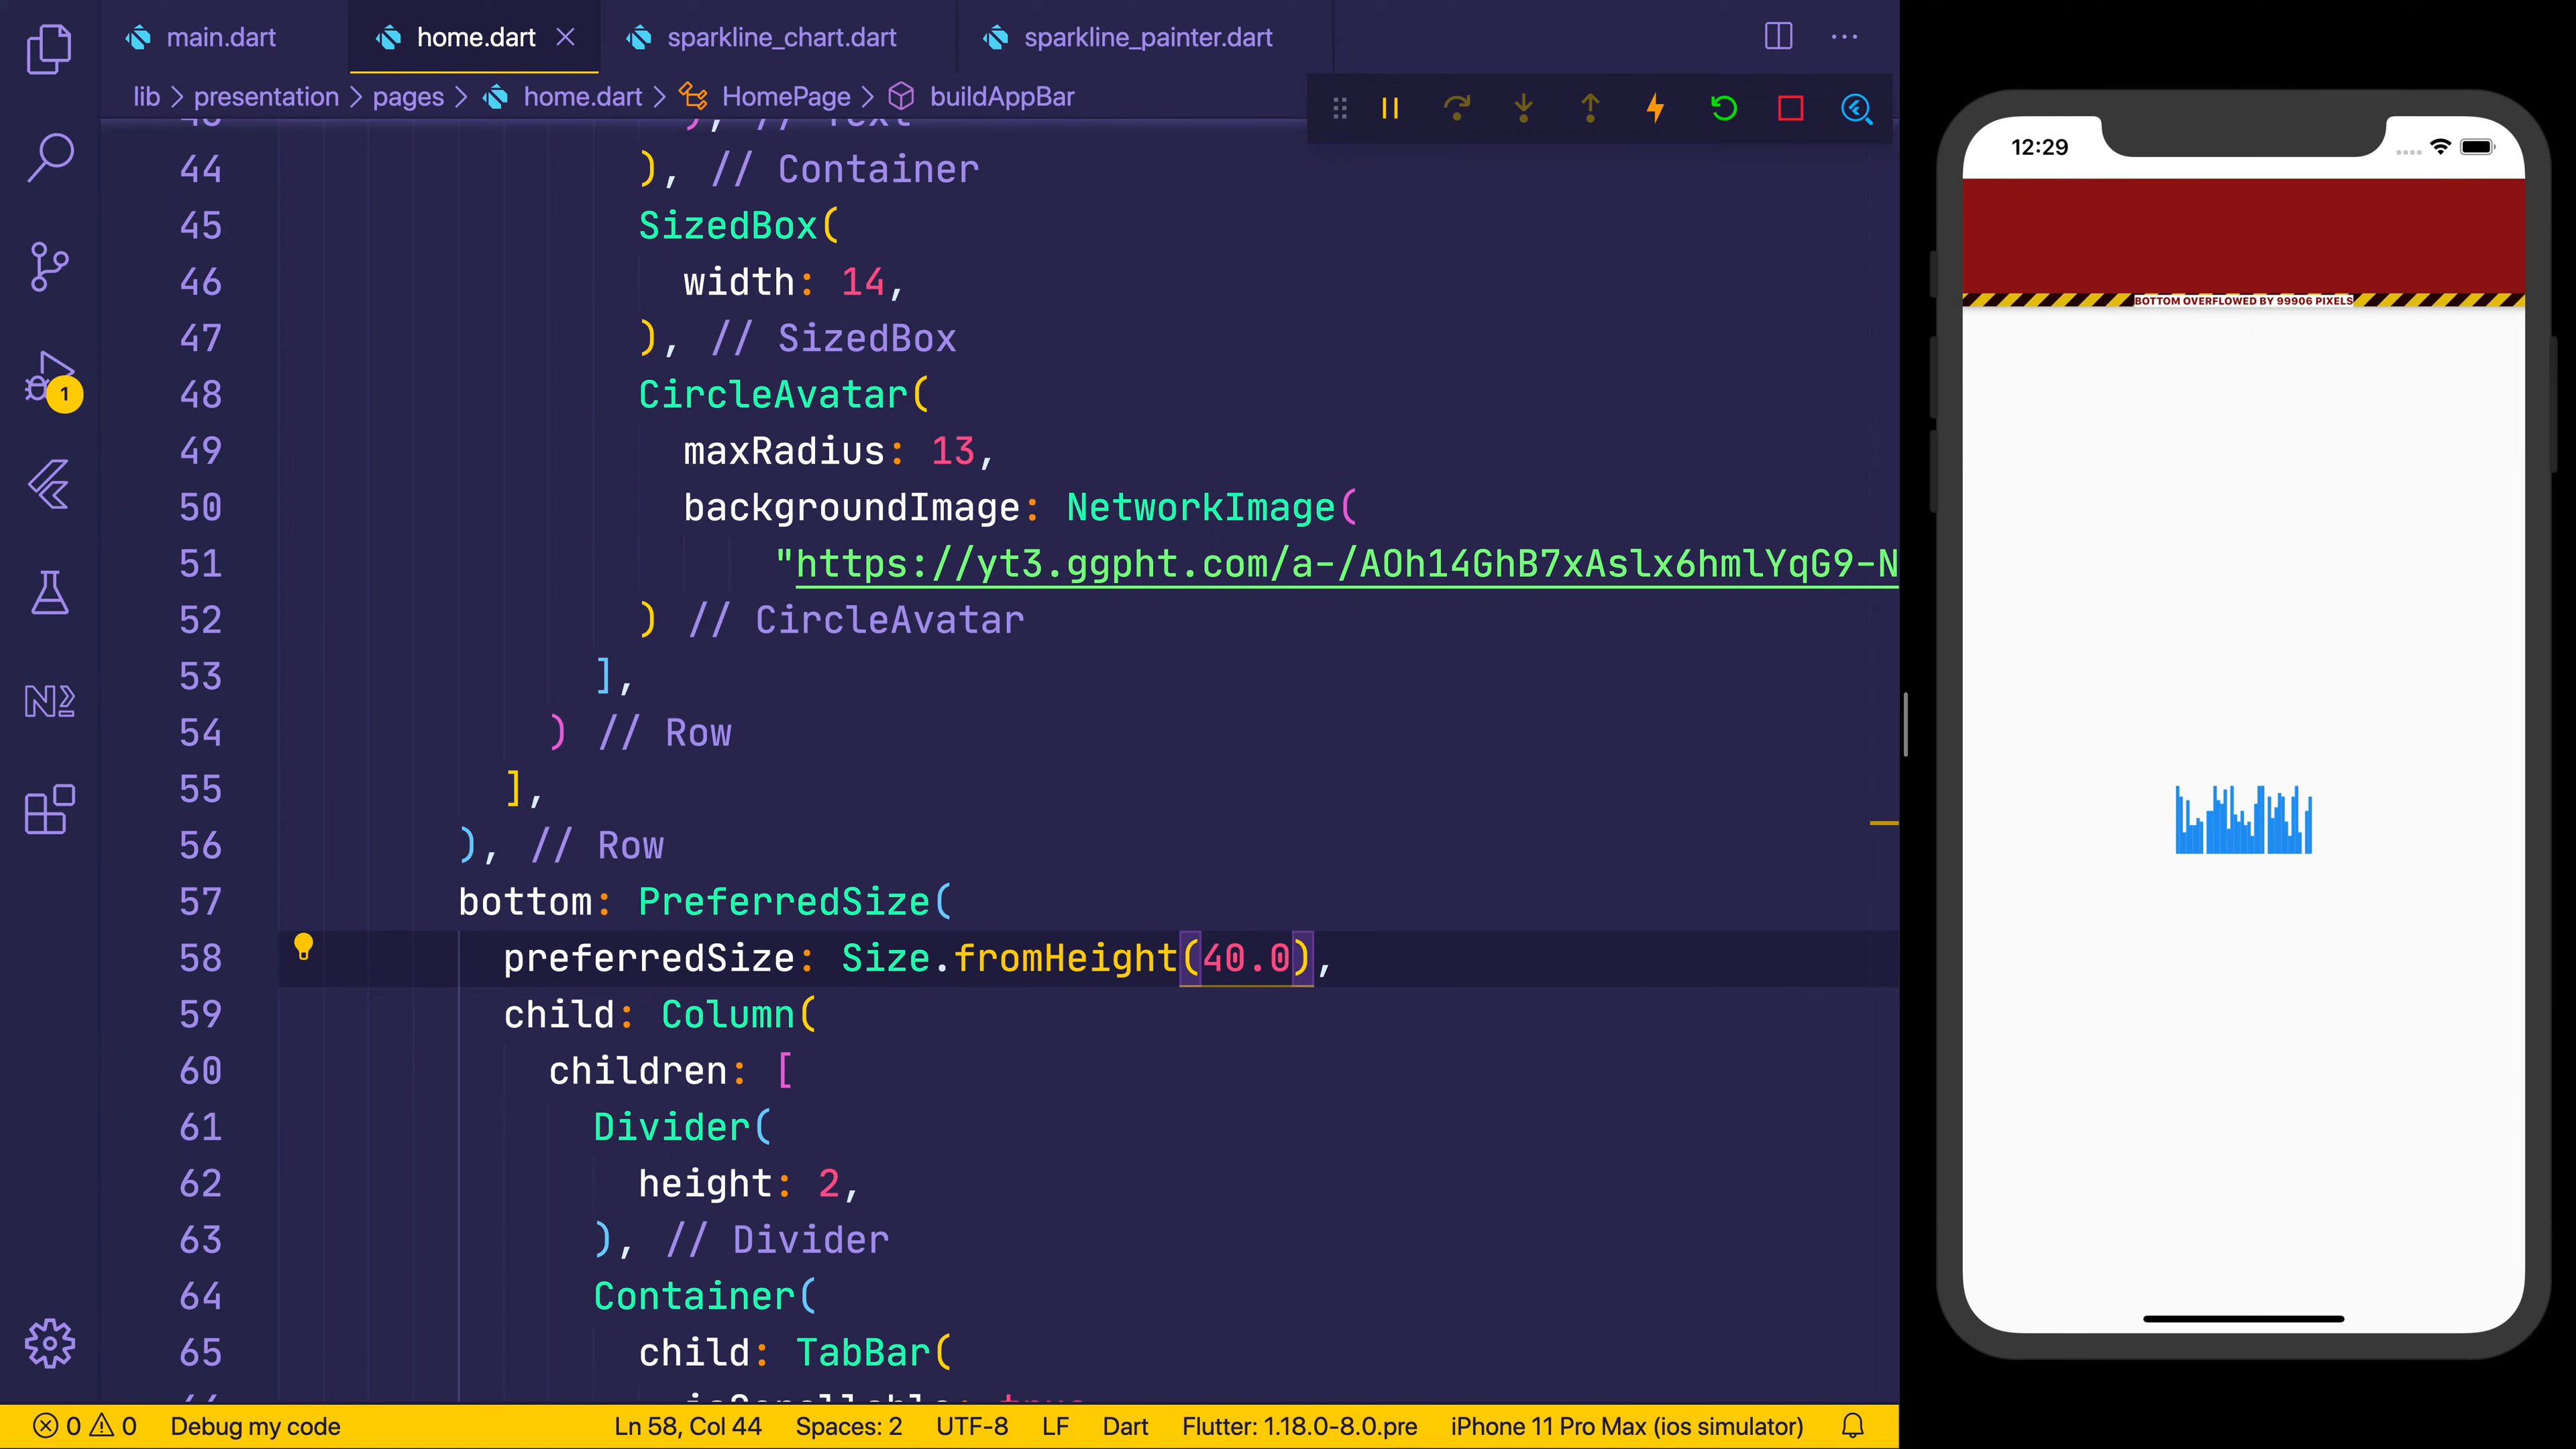 main.dart
home.dart
sparkline_chart.dart
sparkline_painter.dart
lib > presentation > pages > home.dart > HomePage > buildAppBar
), // Text
44 ), // Container
45 SizedBox(
46 width: 14,
47 ), // SizedBox
48 CircleAvatar(
49 maxRadius: 13,
50 backgroundImage: NetworkImage(
51 "https://yt3.ggpht.com/a-/AOh14GhB7xAslx6hmlYqG9-N
52 ) // CircleAvatar
53 ],
54 ) // Row
55 ],
56 ), // Row
57 bottom: PreferredSize(
58 preferredSize: Size.fromHeight(40.0),
59 child: Column(
60 children: [
61 Divider(
62 height: 2,
63 ), // Divider
64 Container(
65 child: TabBar(
1
N
0 0 Debug my code Ln 58, Col 44 Spaces: 2 UTF-8 LF Dart Flutter: 1.18.0-8.0.pre iPhone 11 Pro Max (ios simulator)
12:29
BOTTOM OVERFLOWED BY 99906 PIXELS